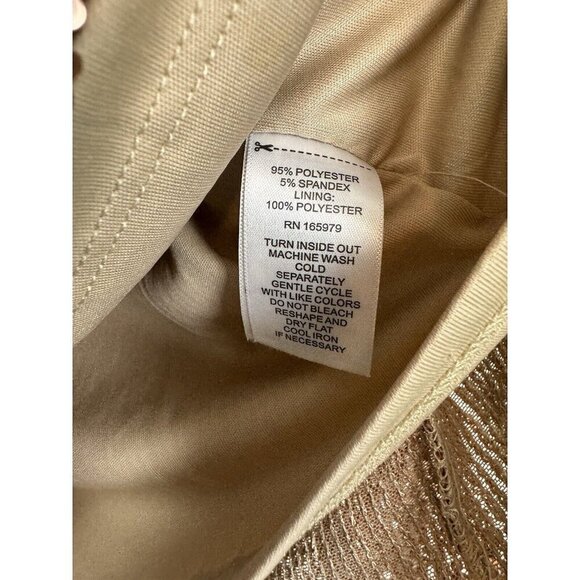 95% POLYESTER
5% SPANDEX
LINING:
100% POLYESTER
RN 165979
TURN INSIDE OUT
MACHINE WASH
COLD
SEPARATELY
GENTLE CYCLE
WITH LIKE COLORS
DO NOT BLEACH
RESHAPE AND
DRY FLAT
COOL IRON
IF NECESSARY